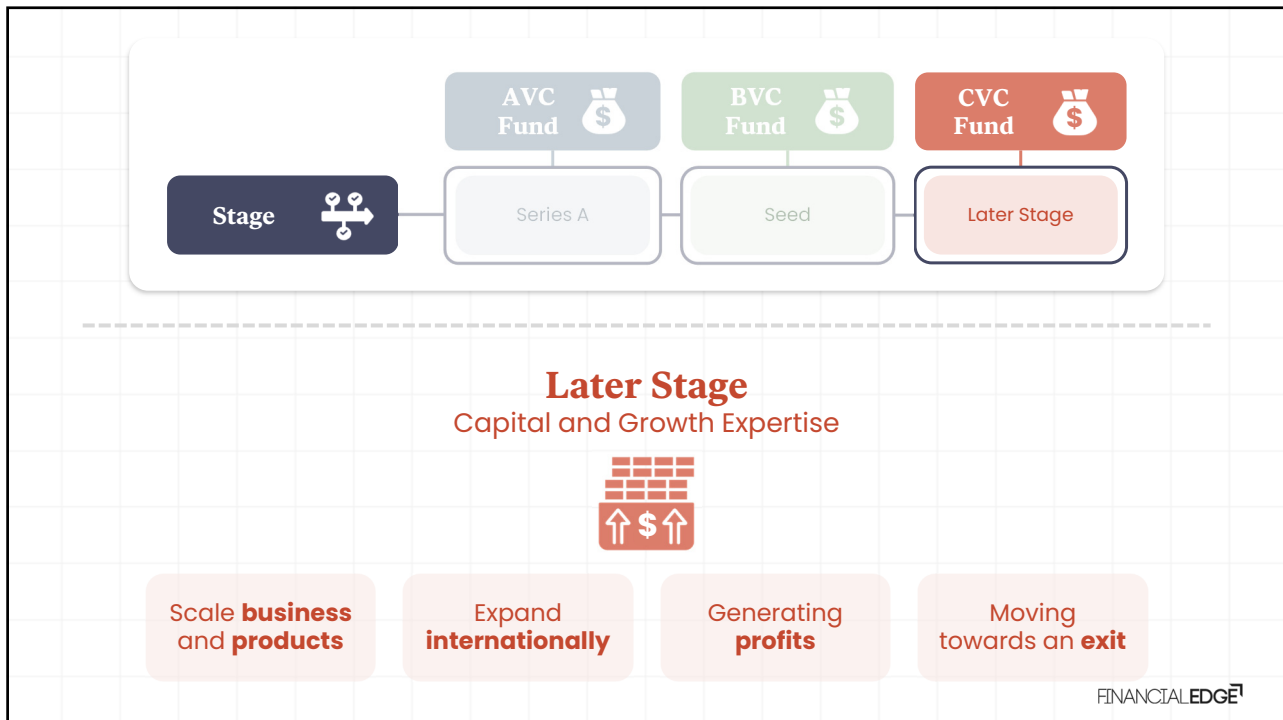 AVC
Fund
$
BVC
Fund
$
CVC
Fund
$
Stage
Series A
Seed
Later Stage
Later Stage
Capital and Growth Expertise
$
Scale business
and products
Expand
internationally
Generating
profits
Moving
towards an exit
FINANCIALEDGE